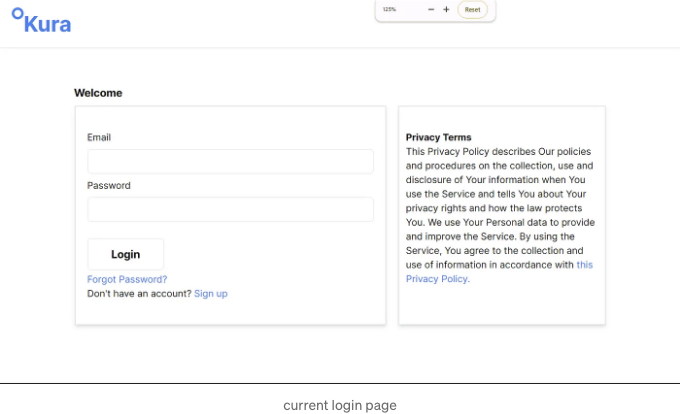 Kura
125%
Reset
Welcome
Email
Password
Login
Forgot Password?
Don't have an account? Sign up
Privacy Terms
This Privacy Policy describes Our policies
and procedures on the collection, use and
disclosure of Your information when You
use the Service and tells You about Your
privacy rights and how the law protects
You. We use Your Personal data to provide
and improve the Service. By using the
Service, You agree to the collection and
use of information in accordance with this
Privacy Policy.
current login page